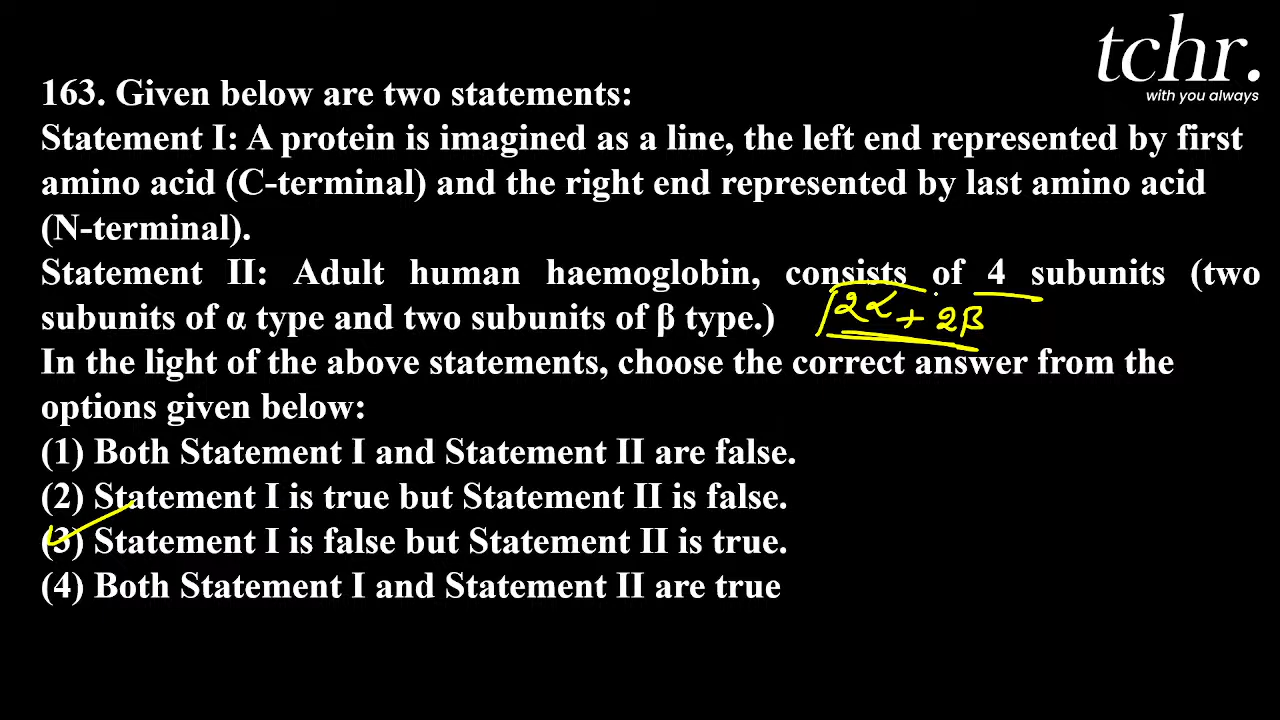 tchr.
with you always
163. Given below are two statements:
Statement I: A protein is imagined as a line, the left end represented by first
amino acid (C-terminal) and the right end represented by last amino acid
(N-terminal).
Statement II: Adult human haemoglobin, consists of 4 subunits (two
subunits of α type and two subunits of β type.)
2α + 2β
In the light of the above statements, choose the correct answer from the
options given below:
(1) Both Statement I and Statement II are false.
(2) Statement I is true but Statement II is false.
(3) Statement I is false but Statement II is true.
(4) Both Statement I and Statement II are true